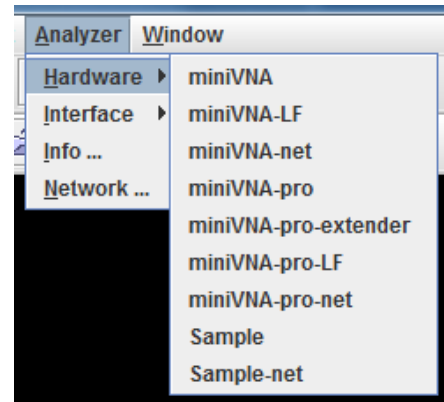 Analyzer Window
Hardware
Interface
Info ...
Network ...
miniVNA
miniVNA-LF
miniVNA-net
miniVNA-pro
miniVNA-pro-extender
miniVNA-pro-LF
miniVNA-pro-net
Sample
Sample-net